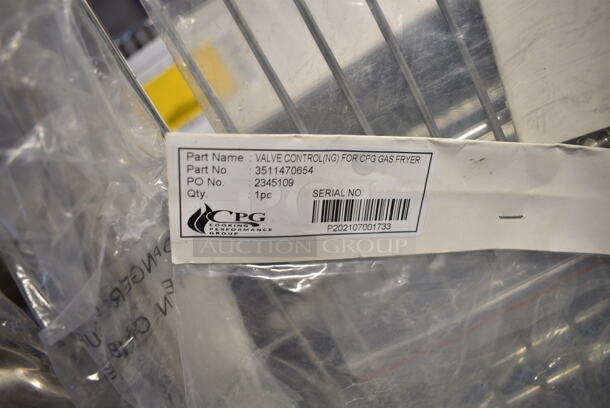 Part Name : VALVE CONTROL(NG) FOR CPG GAS FRYER
Part No. : 3511470654
PO No. : 2345109
Qty. : 1pc
SERIAL NO
CPG
COOKING
PERFORMANCE
GROUP
P202107001733
AUCTION GROUP
DANGER